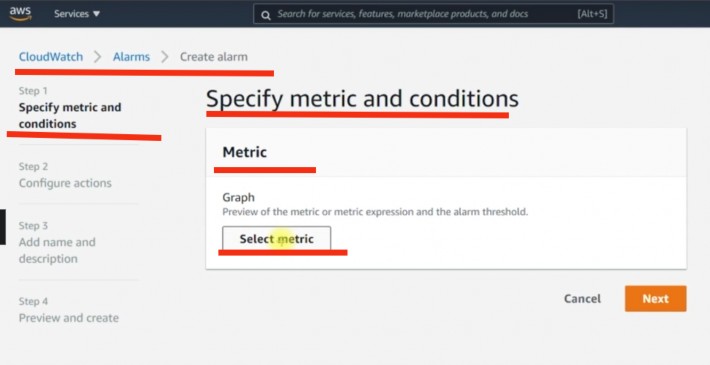 aws
Services ▼
Search for services, features, marketplace products, and docs
[Alt+S]
CloudWatch > Alarms > Create alarm
Step 1
Specify metric and
conditions
Step 2
Configure actions
Step 3
Add name and
description
Step 4
Preview and create
Specify metric and conditions
Metric
Graph
Preview of the metric or metric expression and the alarm threshold.
Select metric
Cancel
Next